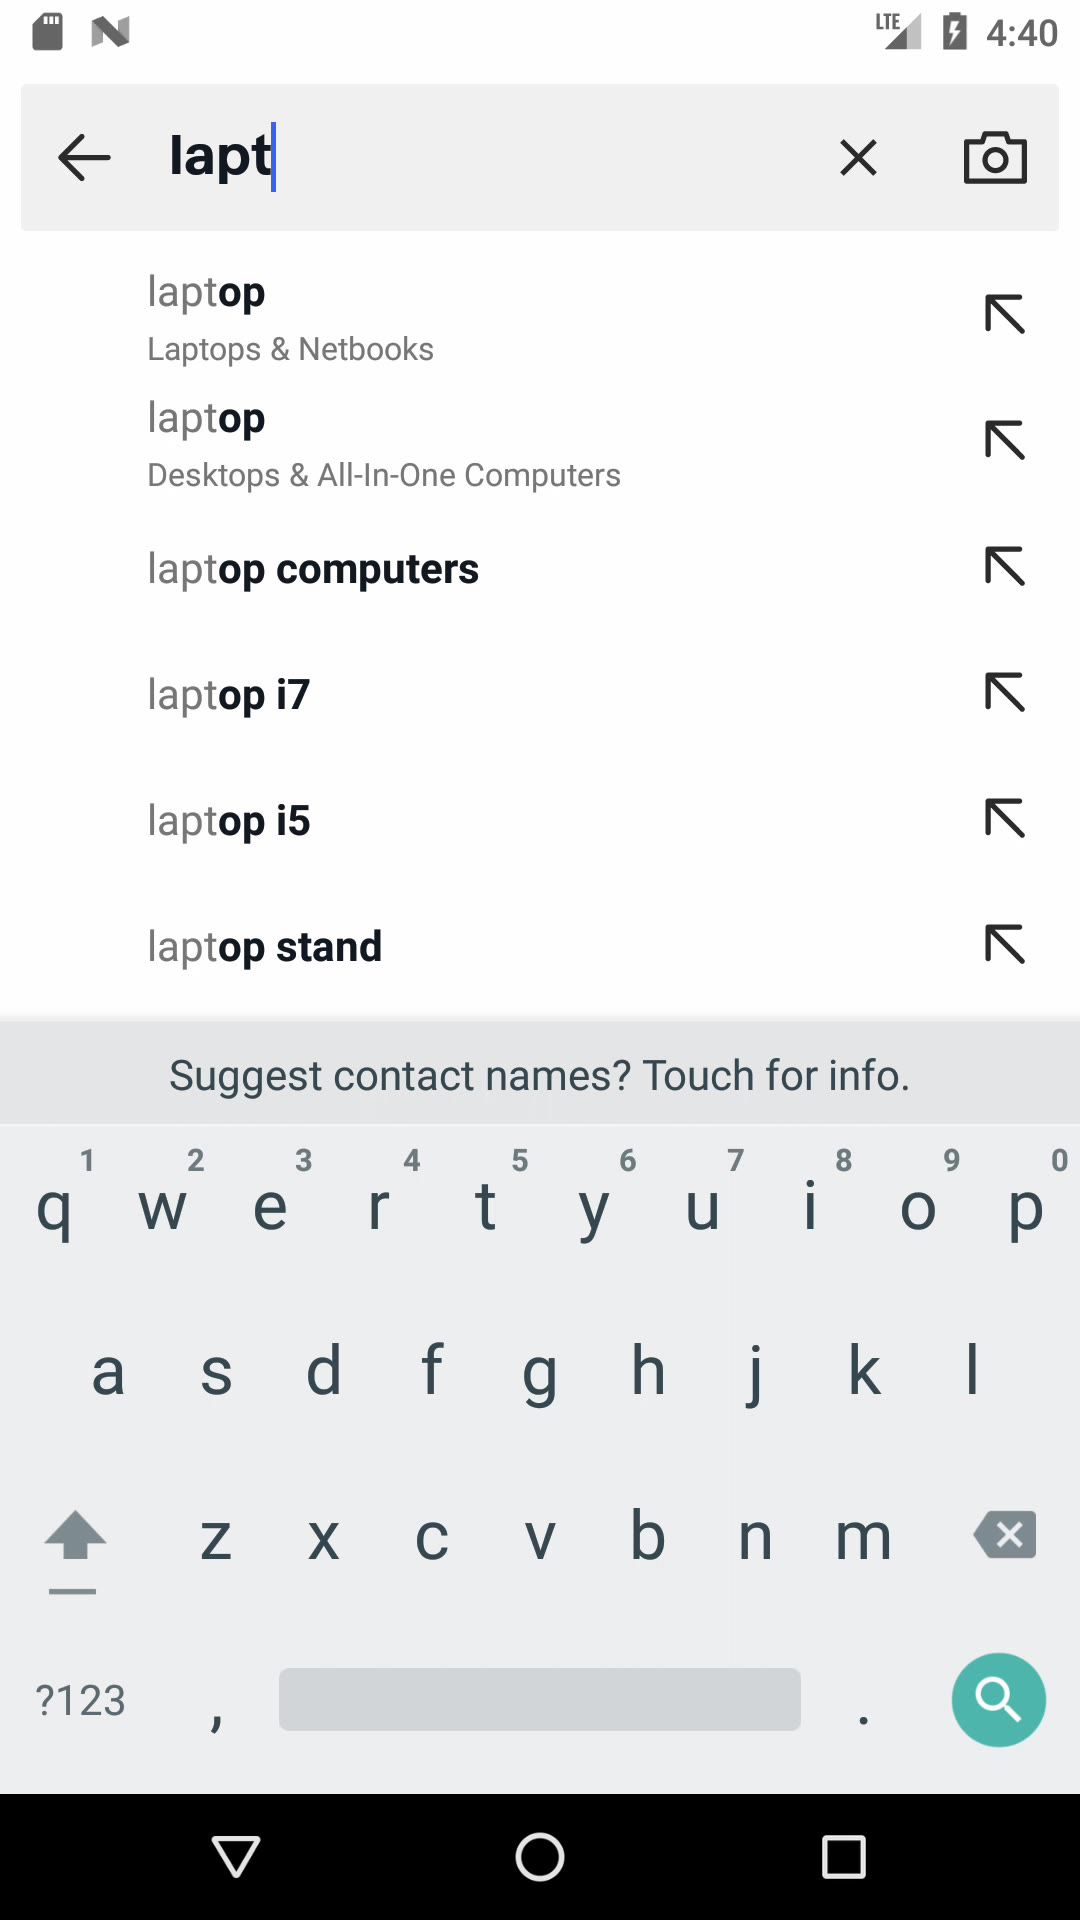 LTE 4:40
lapt
laptop
Laptops & Netbooks
laptop
Desktops & All-In-One Computers
laptop computers
laptop i7
laptop i5
laptop stand
Suggest contact names? Touch for info.
1 2 3 4 5 6 7 8 9 0
q w e r t y u i o p
a s d f g h j k l
z x c v b n m
?123 , .